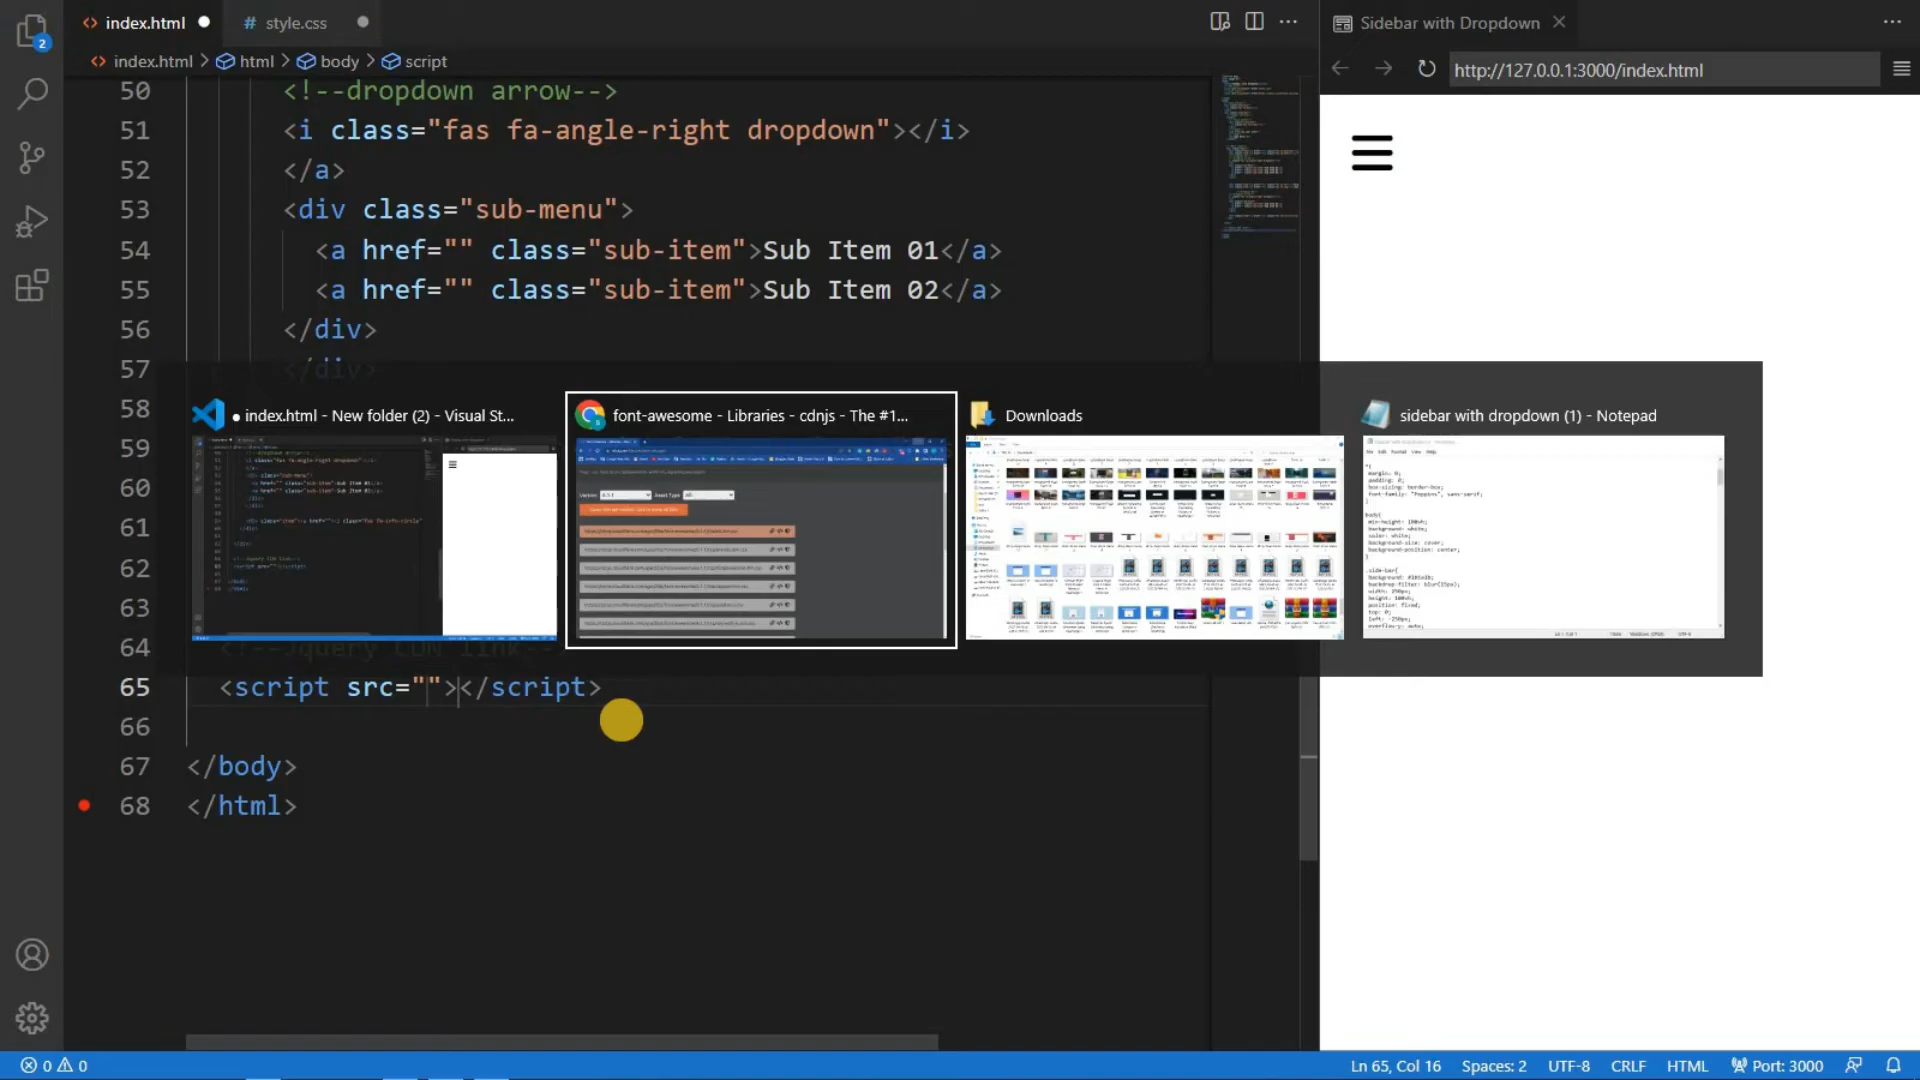 index.html
style.css
Sidebar with Dropdown
2
index.html > html > body > script
http://127.0.0.1:3000/index.html
50 <!--dropdown arrow-->
51 <i class="fas fa-angle-right dropdown"></i>
52 </a>
53 <div class="sub-menu">
54 <a href="" class="sub-item">Sub Item 01</a>
55 <a href="" class="sub-item">Sub Item 02</a>
56 </div>
57 </div>
58
● index.html - New folder (2) - Visual St...
font-awesome - Libraries - cdnjs - The #1...
Downloads
sidebar with dropdown (1) - Notepad
59
60
61
62
63
64 <!--Jquery CDN link-->
65 <script src=""></script>
66
67 </body>
68 </html>
0 0
Ln 65, Col 16
Spaces: 2
UTF-8
CRLF
HTML
Port: 3000